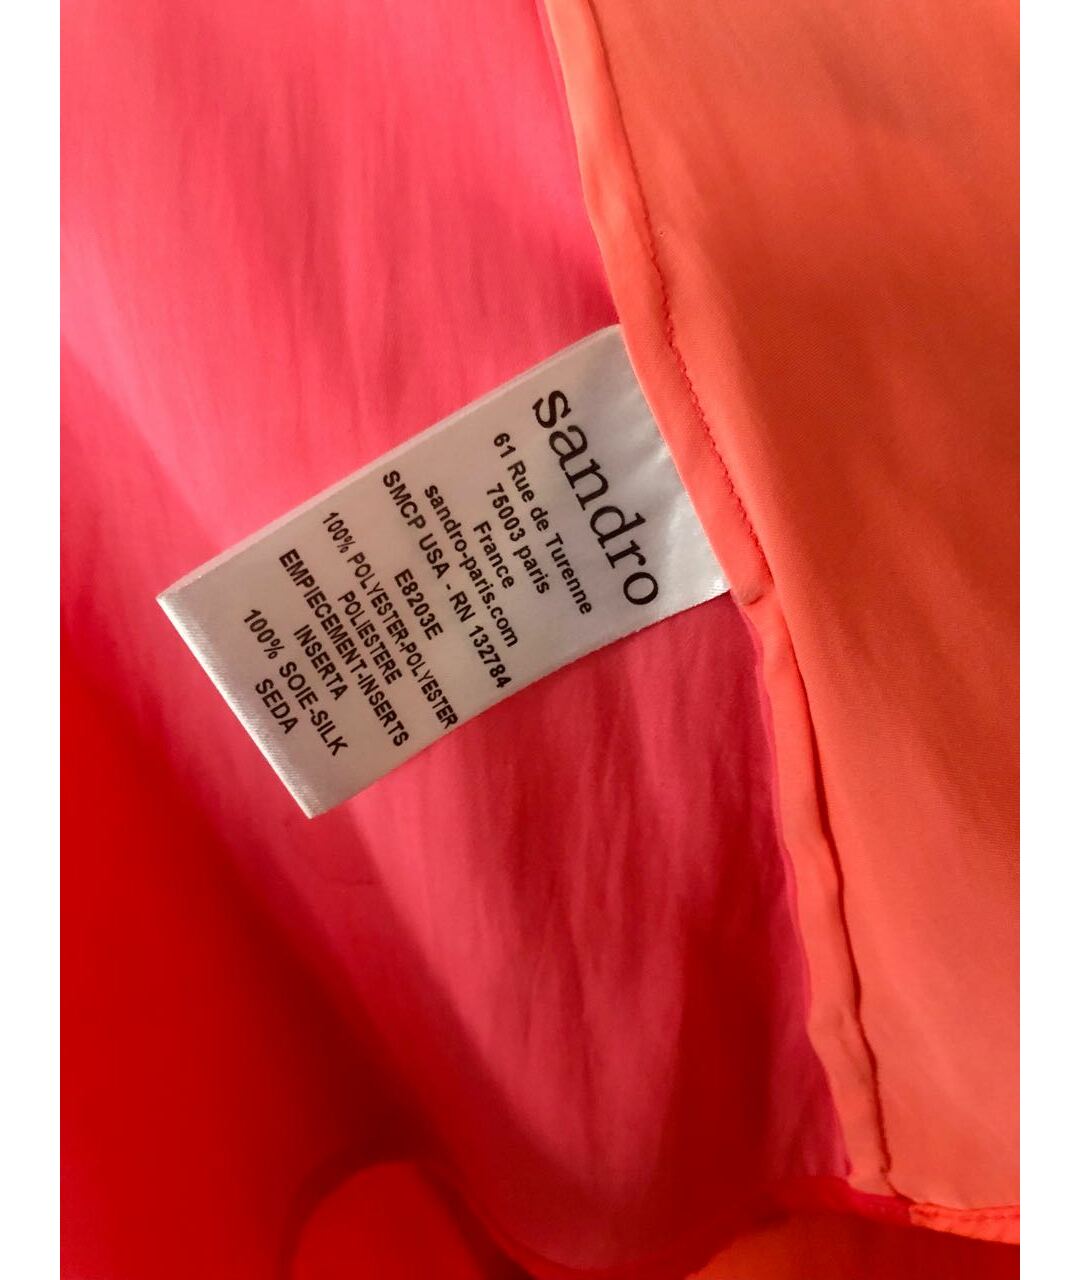 sandro
61 Rue de Turenne
75003 paris
France
sandro-paris.com
SMCP USA - RN 132784
E8203E
100% POLYESTER-POLYESTER
POLIESTERE
EMPIECEMENT-INSERTS
INSERTA
100% SOIE-SILK
SEDA